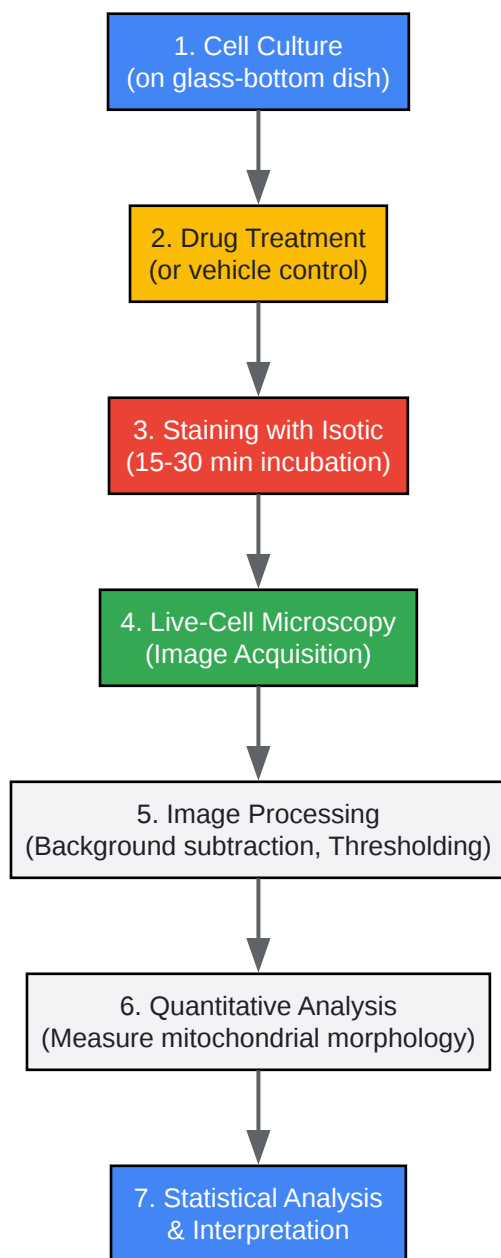 1. Cell Culture
(on glass-bottom dish)
2. Drug Treatment
(or vehicle control)
3. Staining with Isotic
(15-30 min incubation)
4. Live-Cell Microscopy
(Image Acquisition)
5. Image Processing
(Background subtraction, Thresholding)
6. Quantitative Analysis
(Measure mitochondrial morphology)
7. Statistical Analysis
& Interpretation